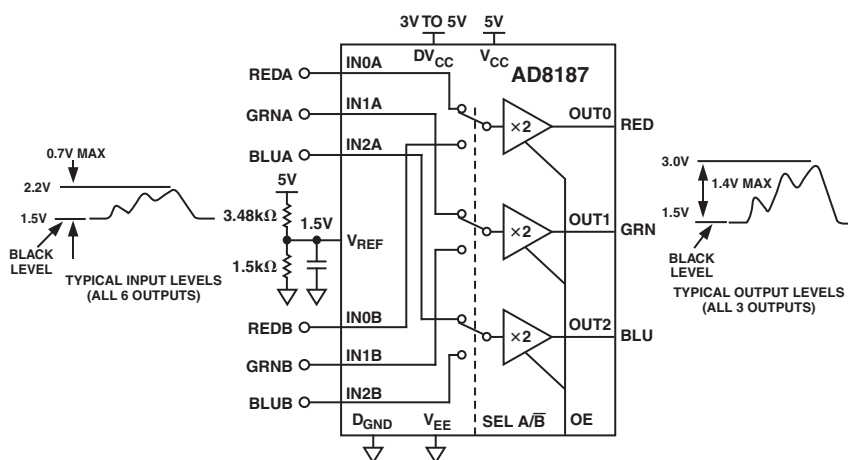 3V TO 5V
5V
DVCC
VCC
AD8187
REDA
IN0A
GRNA
IN1A
BLUA
IN2A
×2
OUT0
RED
0.7V MAX
2.2V
1.5V
BLACK
LEVEL
TYPICAL INPUT LEVELS
(ALL 6 OUTPUTS)
5V
3.48kΩ
1.5V
1.5kΩ
VREF
×2
OUT1
GRN
3.0V
1.4V MAX
1.5V
BLACK
LEVEL
TYPICAL OUTPUT LEVELS
(ALL 3 OUTPUTS)
REDB
IN0B
GRNB
IN1B
BLUB
IN2B
×2
OUT2
BLU
DGND
VEE
SEL A/B̅
OE